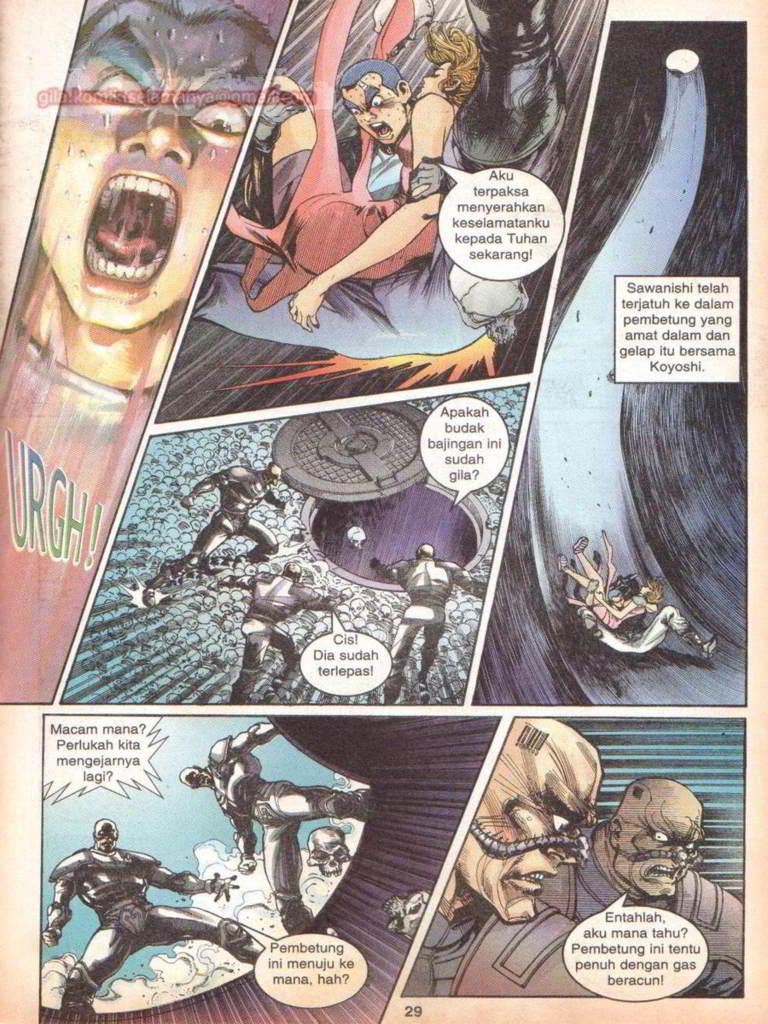 URGH!
Aku
terpaksa
menyerahkan
keselamatanku
kepada Tuhan
sekarang!
Sawanishi telah
terjatuh ke dalam
pembetung yang
amat dalam dan
gelap itu bersama
Koyoshi.
Apakah
budak
bajingan ini
sudah
gila?
Cis!
Dia sudah
terlepas!
Macam mana?
Perlukah kita
mengejarnya
lagi?
Pembetung
ini menuju ke
mana, hah?
Entahlah,
aku mana tahu?
Pembetung ini tentu
penuh dengan gas
beracun!
29